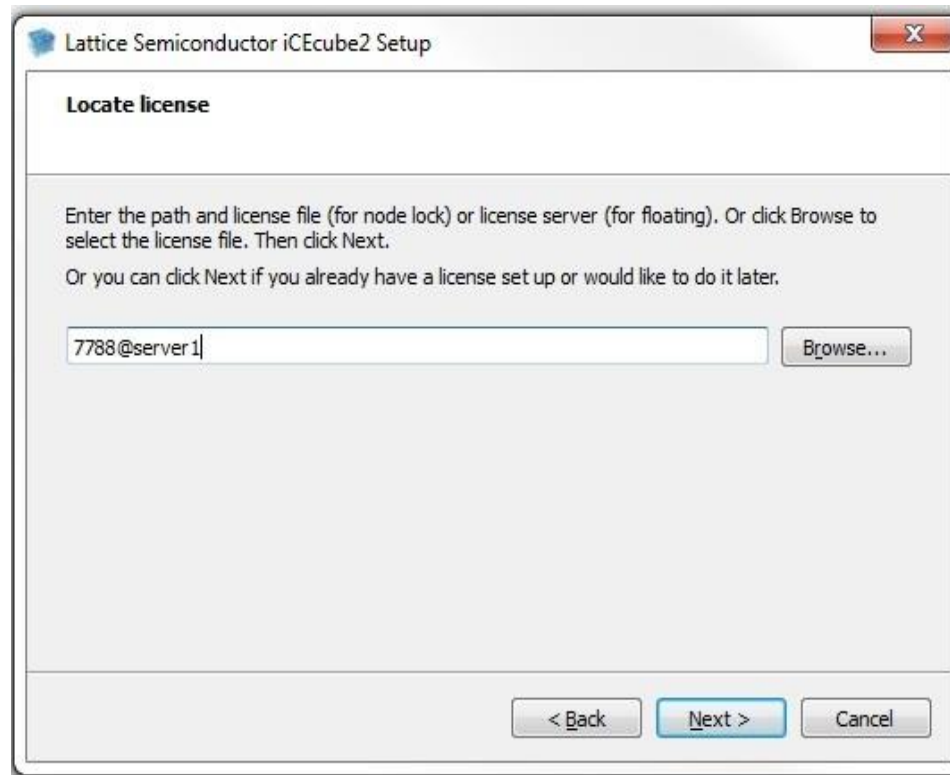 Lattice Semiconductor iCEcube2 Setup
Locate license
Enter the path and license file (for node lock) or license server (for floating). Or click Browse to
select the license file. Then click Next.
Or you can click Next if you already have a license set up or would like to do it later.
7788@server1
Browse...
< Back
Next >
Cancel